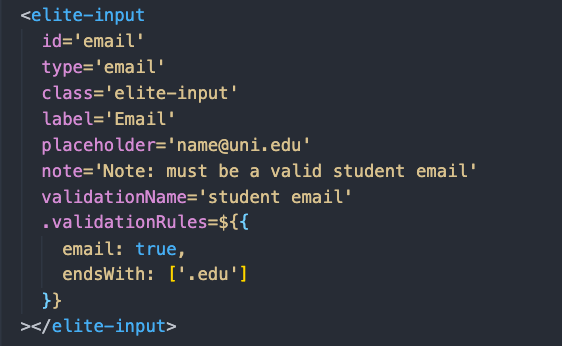 <elite-input
id='email'
type='email'
class='elite-input'
label='Email'
placeholder='name@uni.edu'
note='Note: must be a valid student email'
validationName='student email'
.validationRules=${{
email: true,
endsWith: ['.edu']
}}
></elite-input>